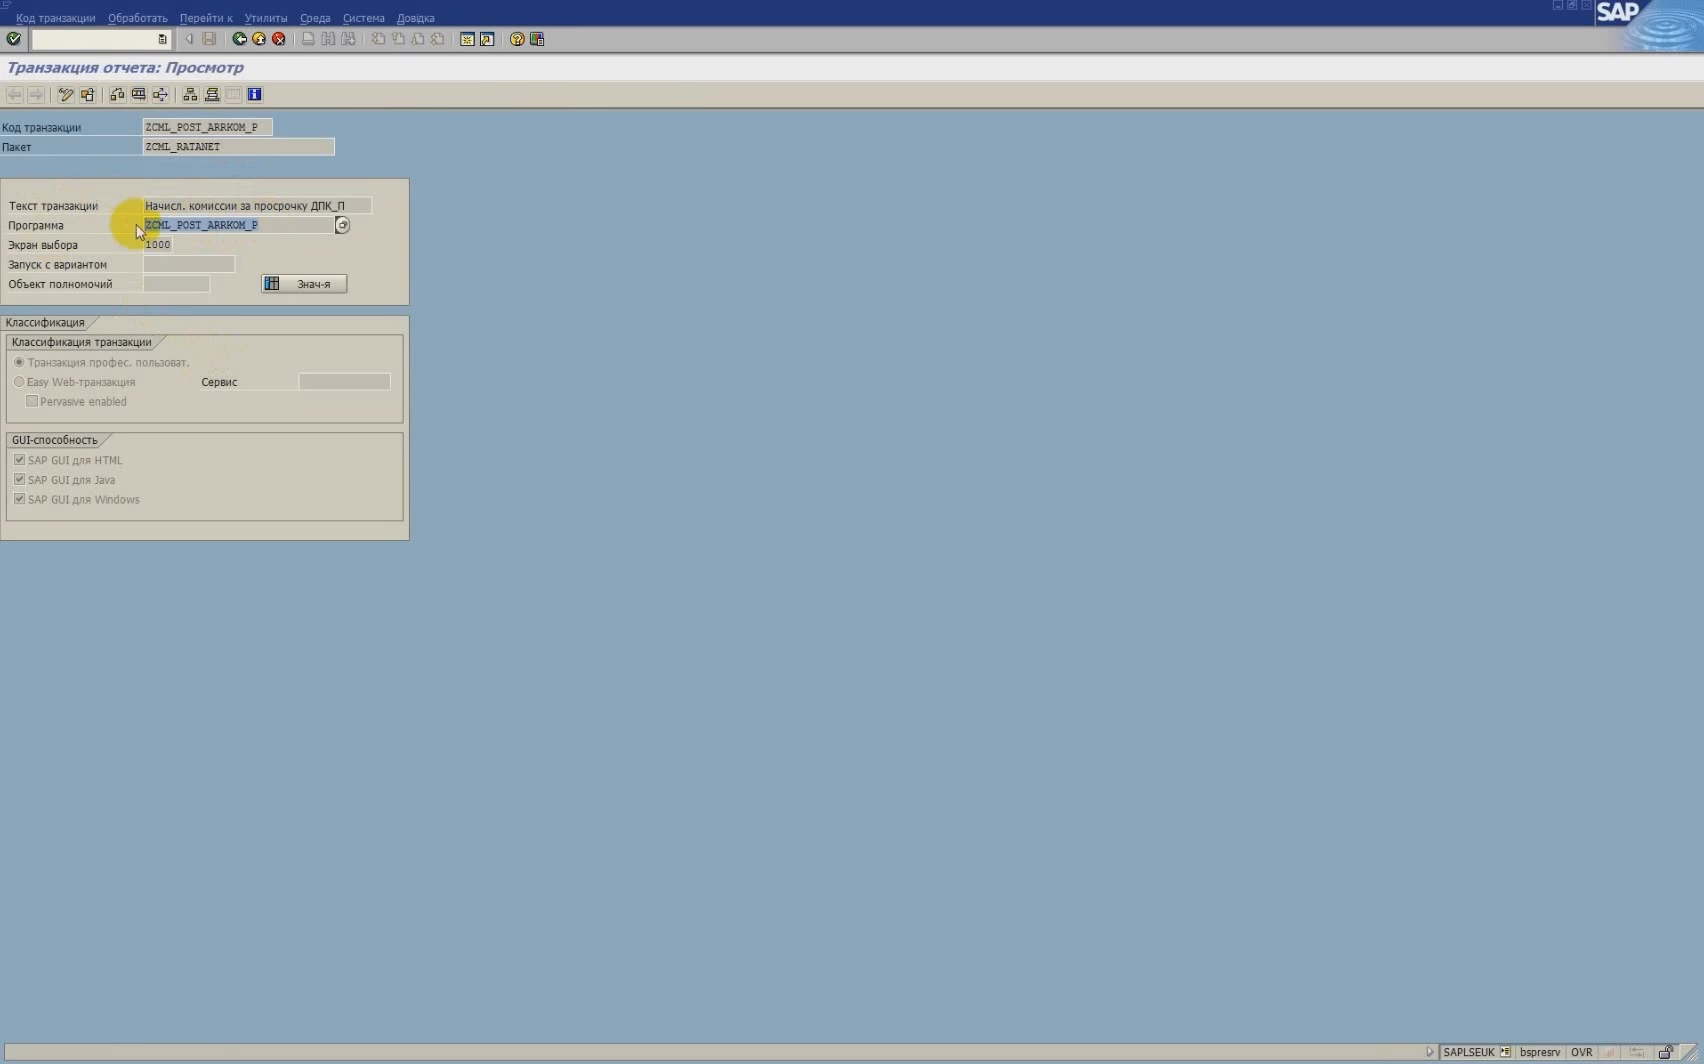 Код транзакции Обработать Перейти к Утилиты Среда Система Довідка
SAP
Транзакция отчета: Просмотр
Код транзакции ZCML_POST_ARRKOM_P
Пакет ZCML_RATANET
Текст транзакции Начисл. комиссии за просрочку ДПК_П
Программа ZCML_POST_ARRKOM_P
Экран выбора 1000
Запуск с вариантом
Объект полномочий Знач-я
Классификация
Классификация транзакции
Транзакция профес. пользоват.
Easy Web-транзакция Сервис
Pervasive enabled
GUI-способность
SAP GUI для HTML
SAP GUI для Java
SAP GUI для Windows
SAPLSEUK bspresrv OVR